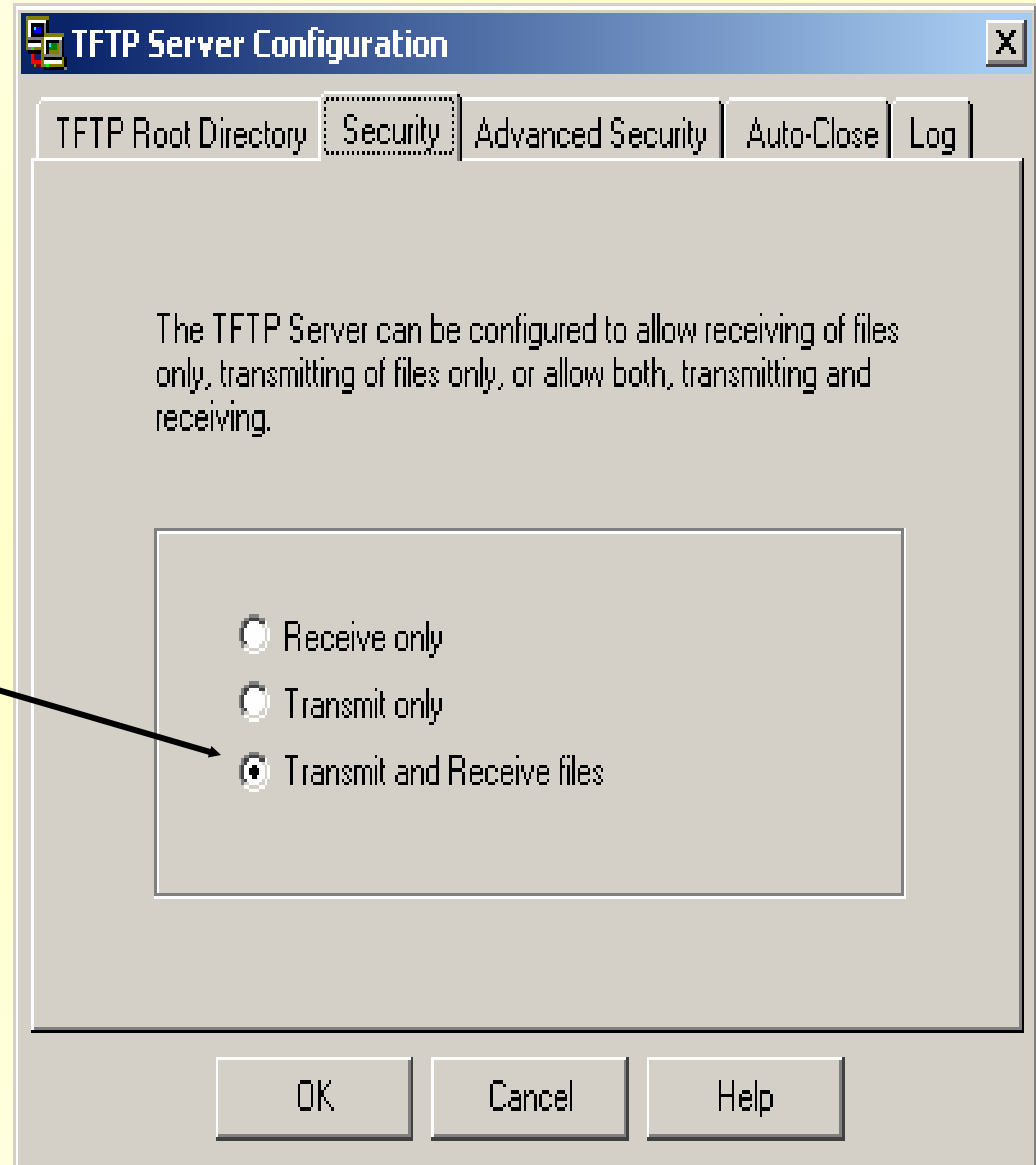 TFTP Server Configuration
TFTP Root Directory Security Advanced Security Auto-Close Log
The TFTP Server can be configured to allow receiving of files
only, transmitting of files only, or allow both, transmitting and
receiving.
Receive only
Transmit only
Transmit and Receive files
OK Cancel Help